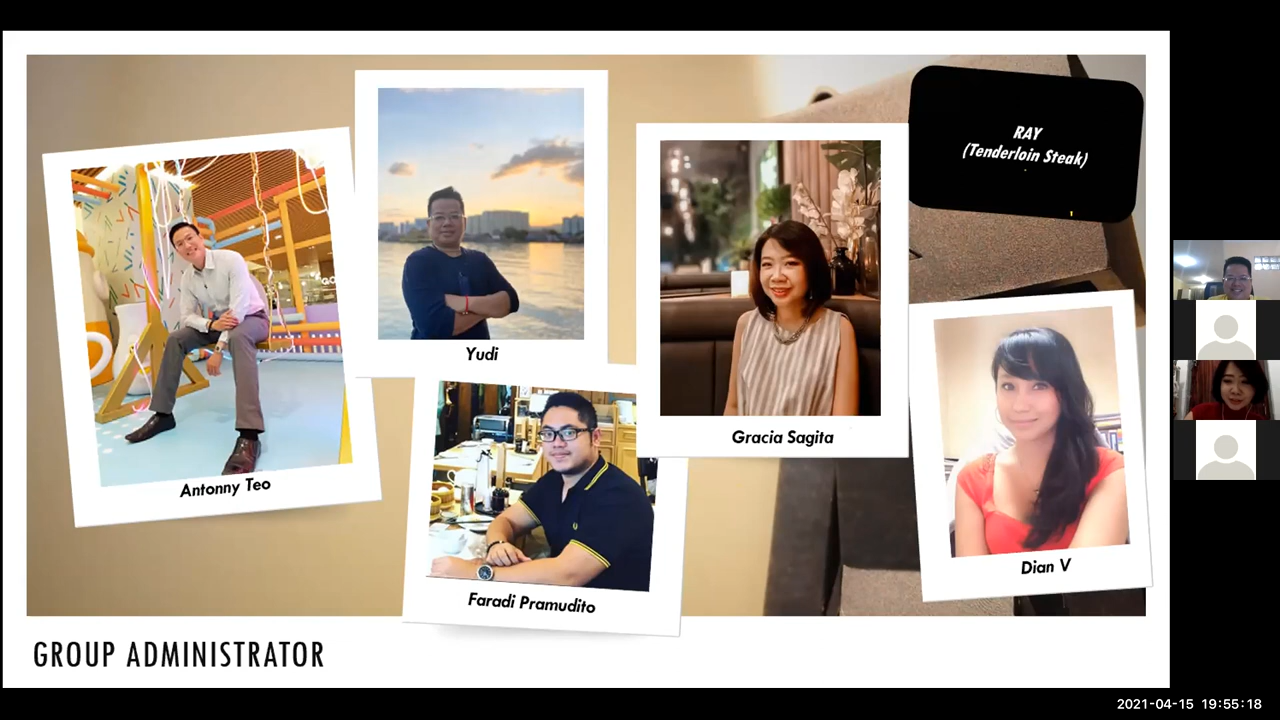 RAY
(Tenderloin Steak)
Yudi
Gracia Sagita
Antonny Teo
Dian V
Faradi Pramudito
GROUP ADMINISTRATOR
2021-04-15 19:55:18